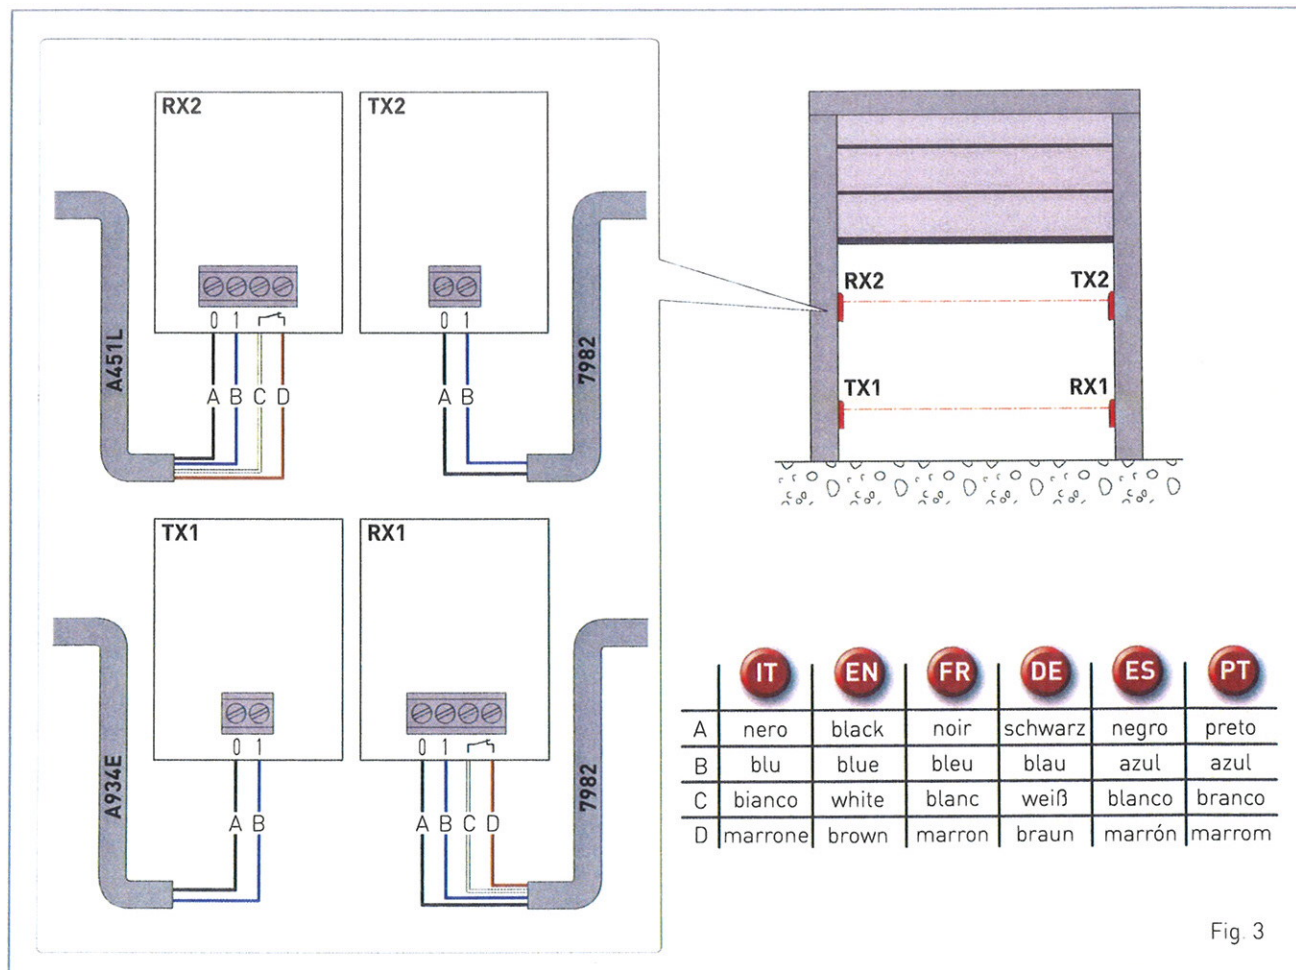 RX2
TX2
0 1
0 1
A451L
A B C D
A B
7982
TX1
RX1
0 1
0 1
A934E
A B
A B C D
7982
RX2 TX2
TX1 RX1
IT EN FR DE ES PT
A nero black noir schwarz negro preto
B blu blue bleu blau azul azul
C bianco white blanc weiß blanco branco
D marrone brown marron braun marrón marrom
Fig. 3